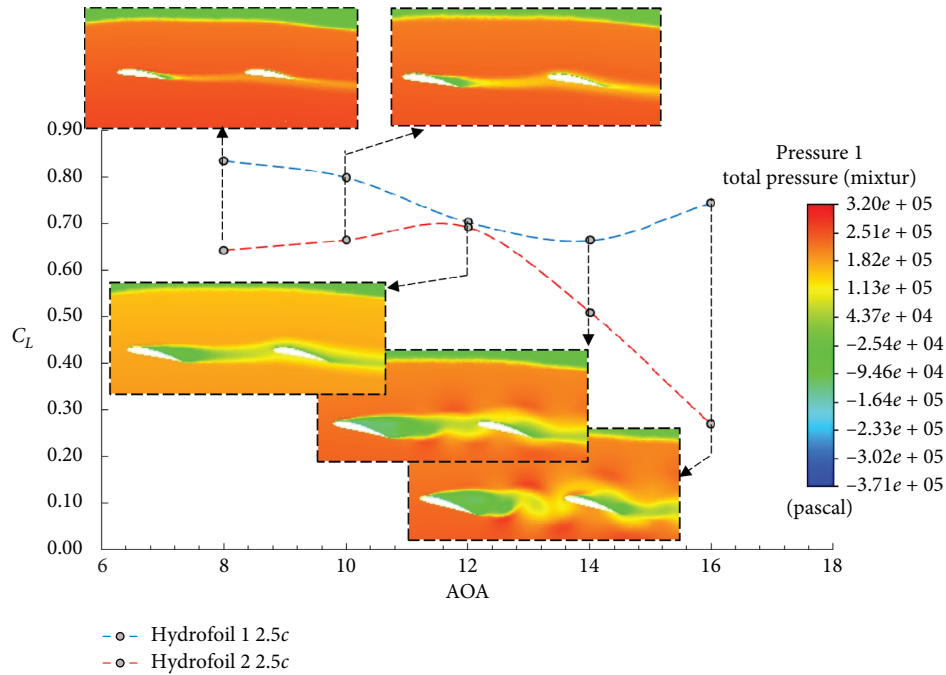 0.90
0.80
0.70
0.60
0.50
C_L
0.40
0.30
0.20
0.10
0.00
6
8
10
12
14
16
18
AOA
Pressure 1
total pressure (mixtur)
3.20e + 05
2.51e + 05
1.82e + 05
1.13e + 05
4.37e + 04
−2.54e + 04
−9.46e + 04
−1.64e + 05
−2.33e + 05
−3.02e + 05
−3.71e + 05
(pascal)
Hydrofoil 1 2.5c
Hydrofoil 2 2.5c